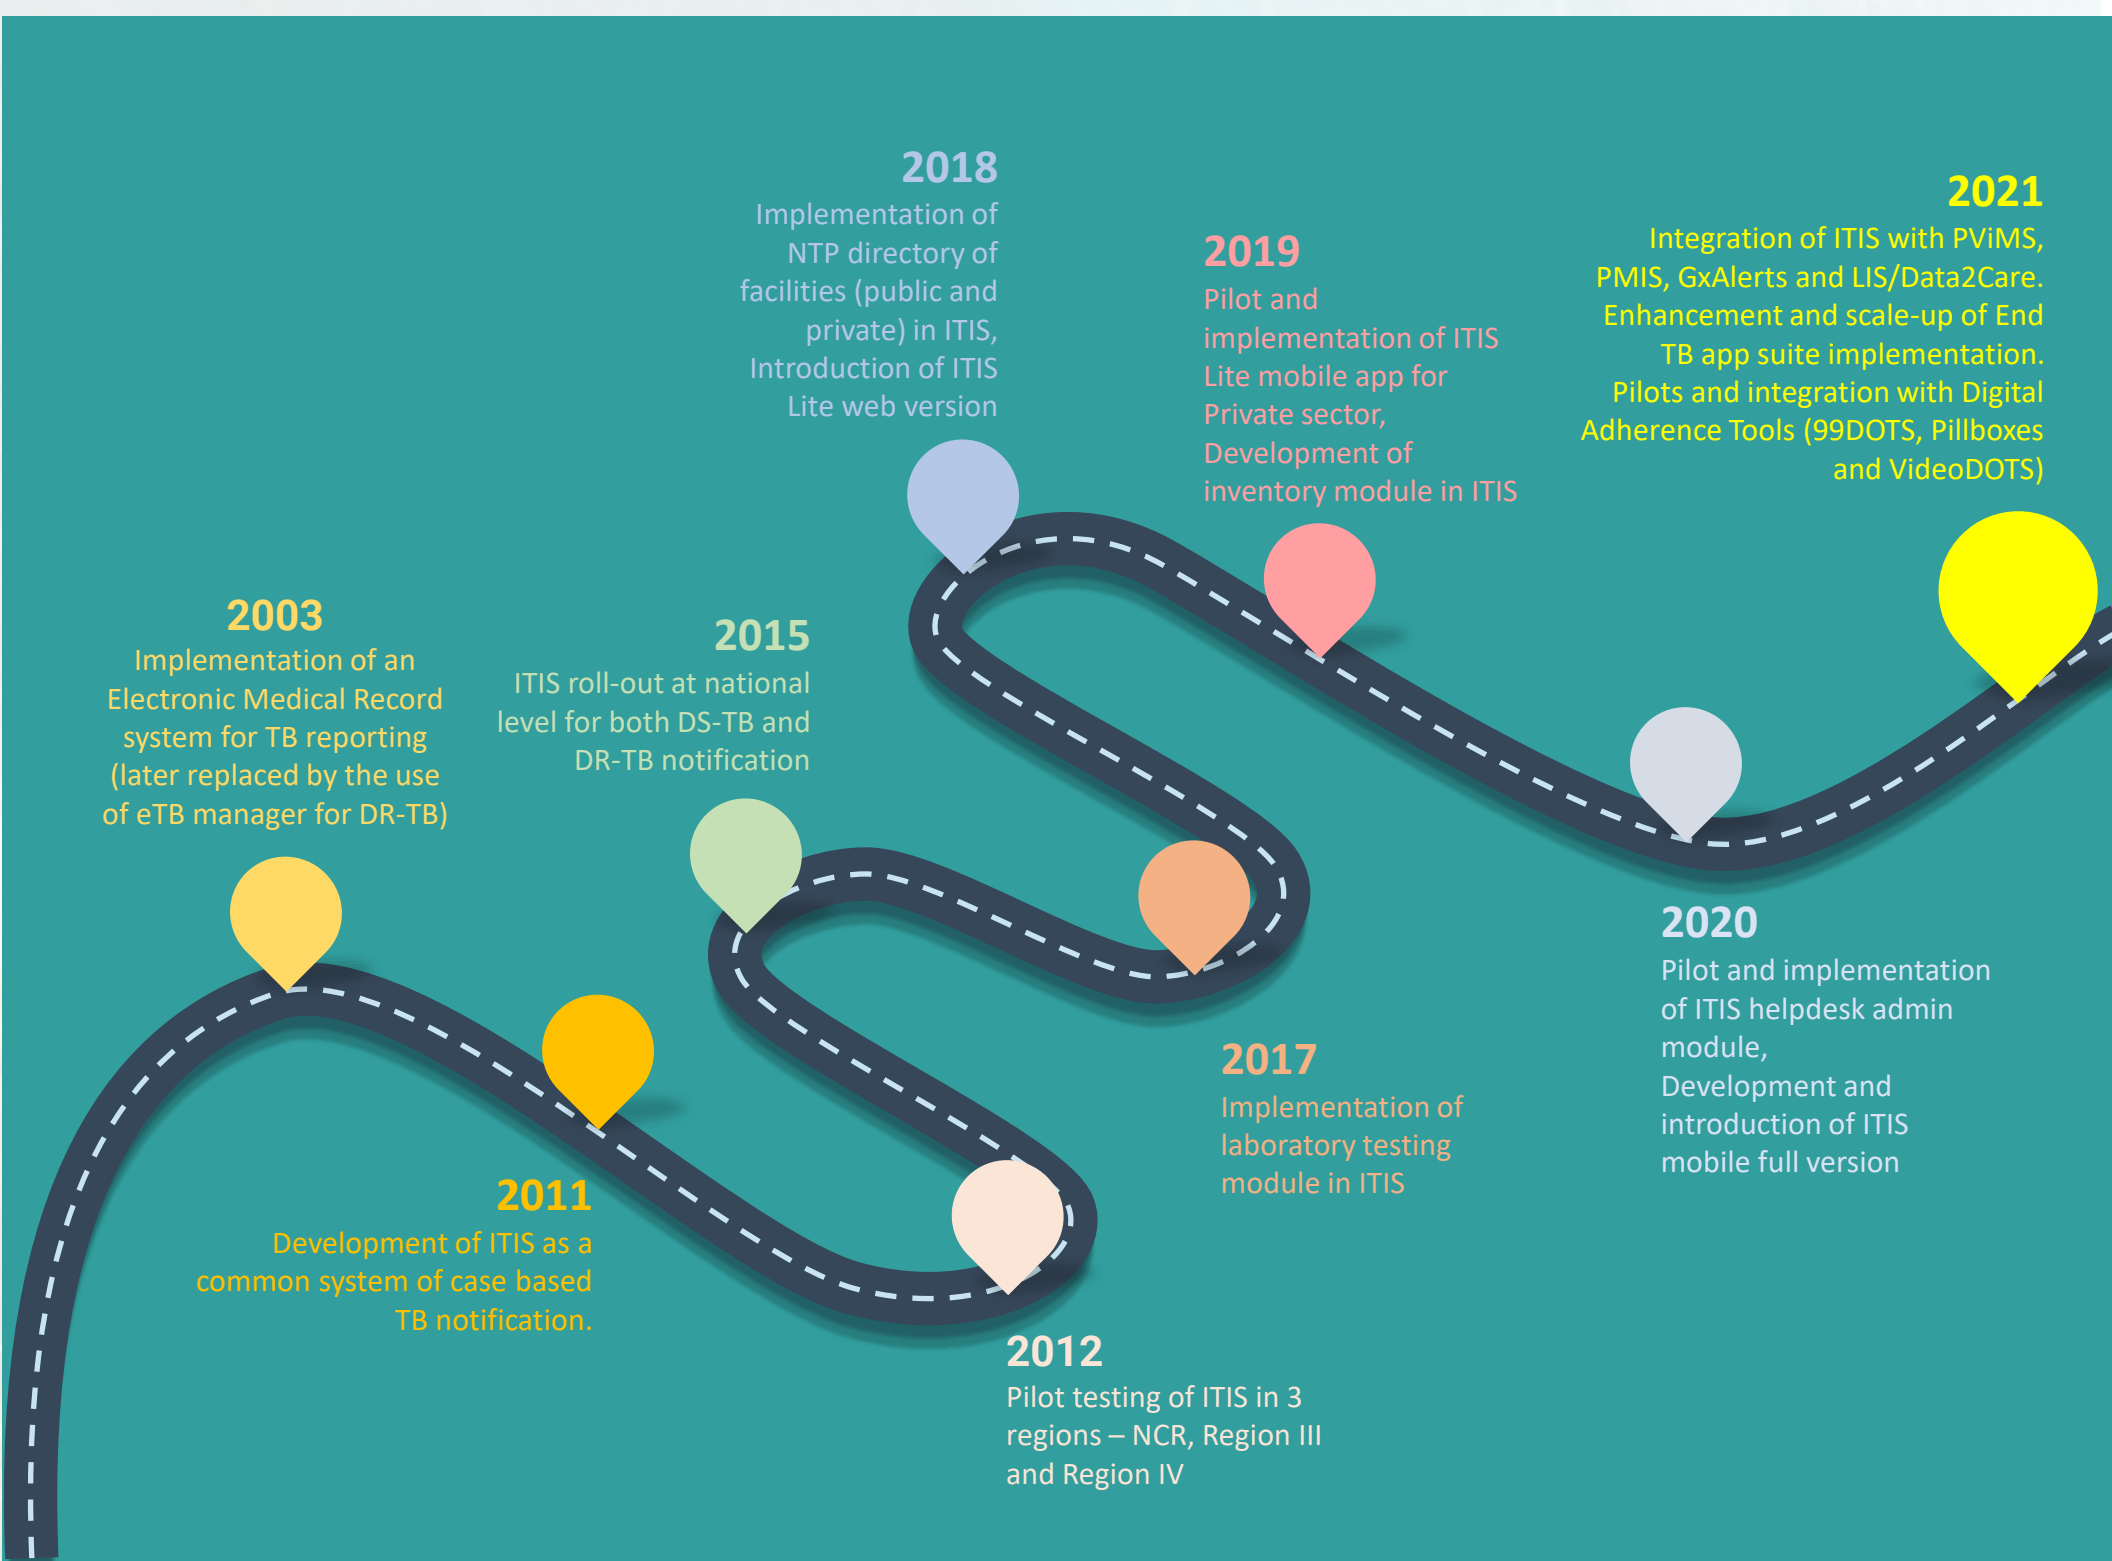 2003
Implementation of an
Electronic Medical Record
system for TB reporting
(later replaced by the use
of eTB manager for DR-TB)
2011
Development of ITIS as a
common system of case based
TB notification.
2012
Pilot testing of ITIS in 3
regions – NCR, Region III
and Region IV
2015
ITIS roll-out at national
level for both DS-TB and
DR-TB notification
2017
Implementation of
laboratory testing
module in ITIS
2018
Implementation of
NTP directory of
facilities (public and
private) in ITIS,
Introduction of ITIS
Lite web version
2019
Pilot and
implementation of ITIS
Lite mobile app for
Private sector,
Development of
inventory module in ITIS
2020
Pilot and implementation
of ITIS helpdesk admin
module,
Development and
introduction of ITIS
mobile full version
2021
Integration of ITIS with PViMS,
PMIS, GxAlerts and LIS/Data2Care.
Enhancement and scale-up of End
TB app suite implementation.
Pilots and integration with Digital
Adherence Tools (99DOTS, Pillboxes
and VideoDOTS)